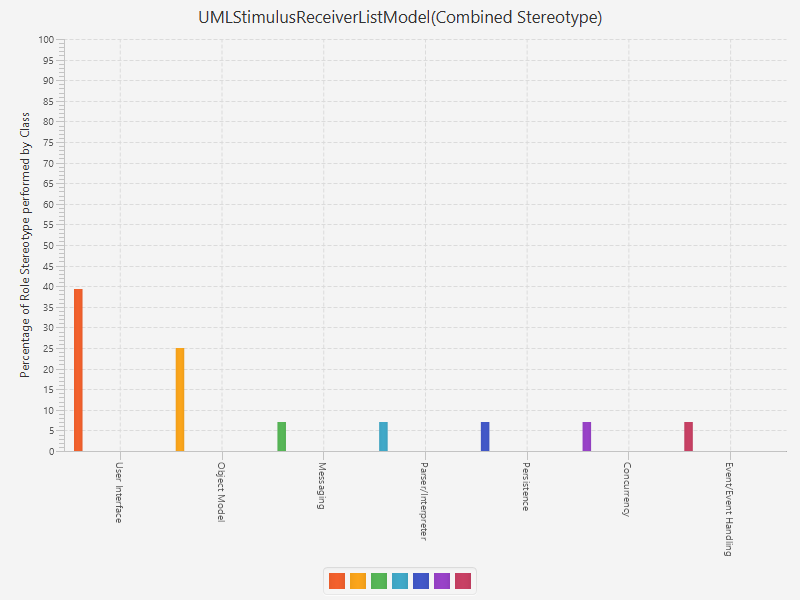 UMLStimulusReceiverListModel(Combined Stereotype)
Percentage of Role Stereotype performed by Class
100
95
90
85
80
75
70
65
60
55
50
45
40
35
30
25
20
15
10
5
0
User Interface
Object Model
Messaging
Parser/Interpreter
Persistence
Concurrency
Event/Event Handling